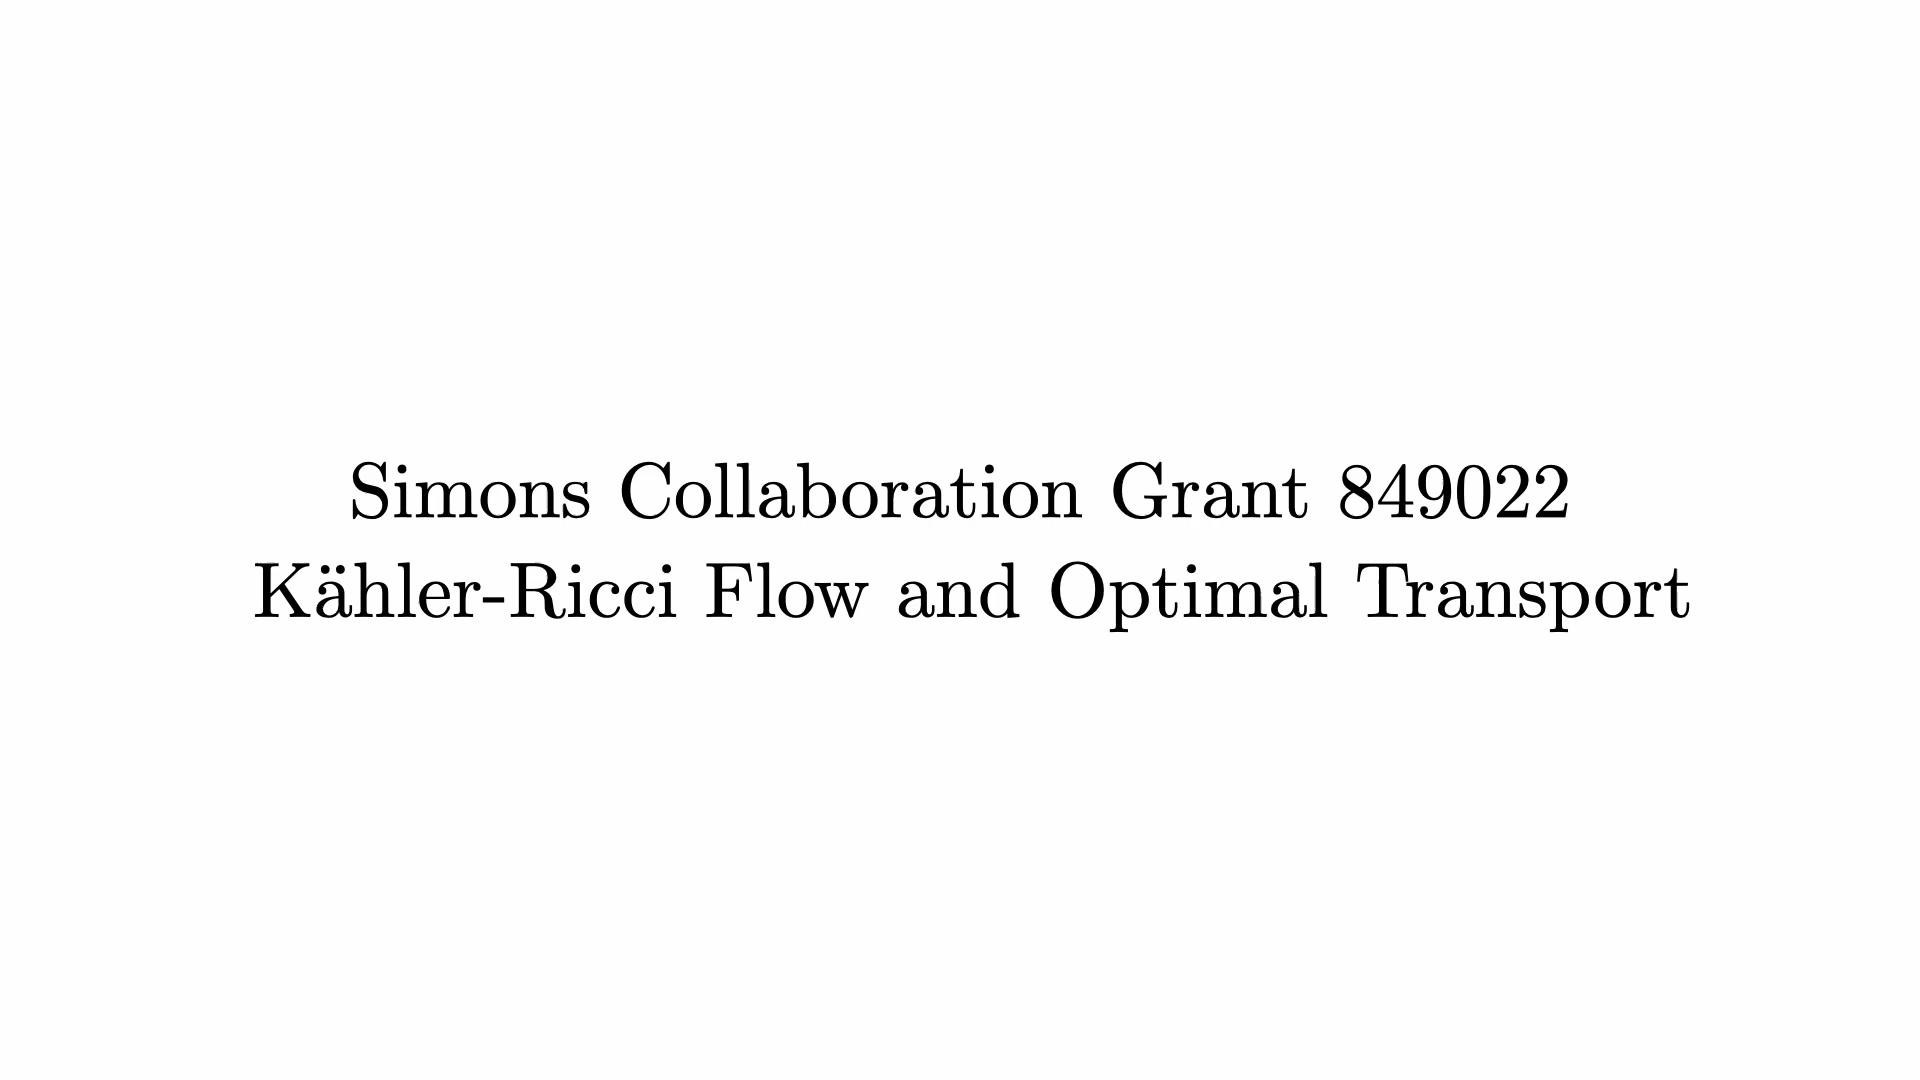 Simons Collaboration Grant 849022
Kähler-Ricci Flow and Optimal Transport